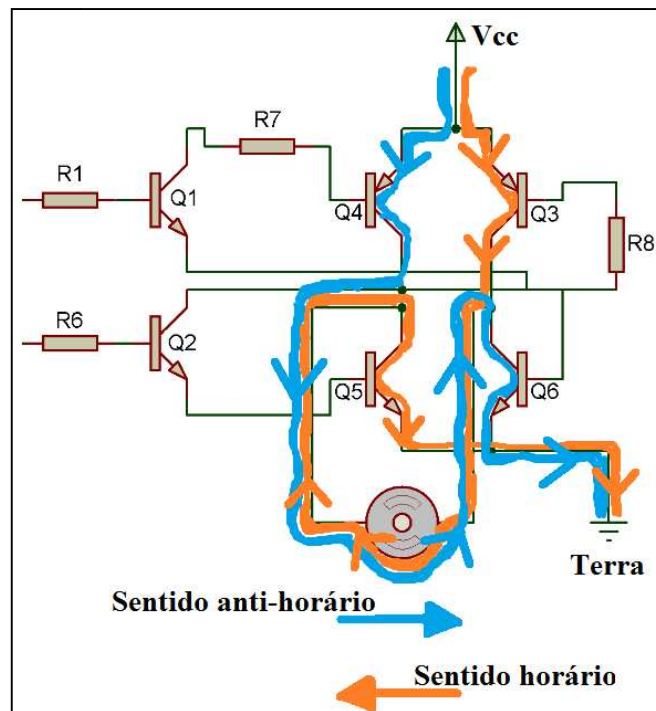 Vcc
R7
R1
Q1
Q4
Q3
R8
R6
Q2
Q5
Q6
Terra
Sentido anti-horário
Sentido horário